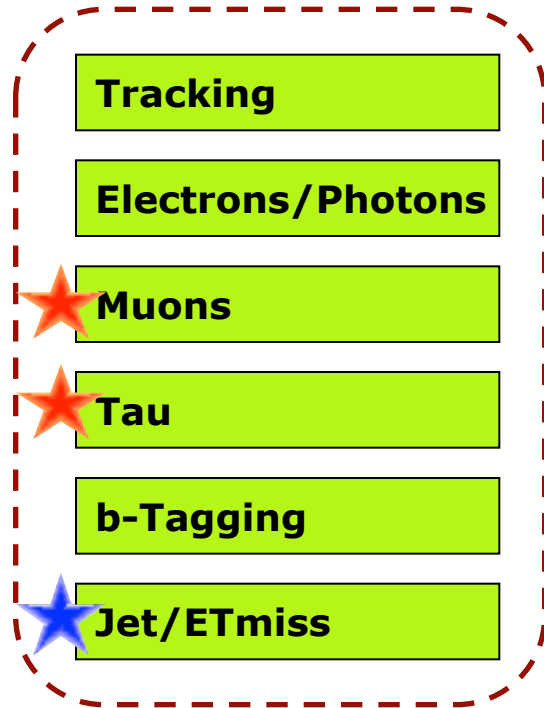 Tracking
Electrons/Photons
Muons
Tau
b-Tagging
Jet/ETmiss